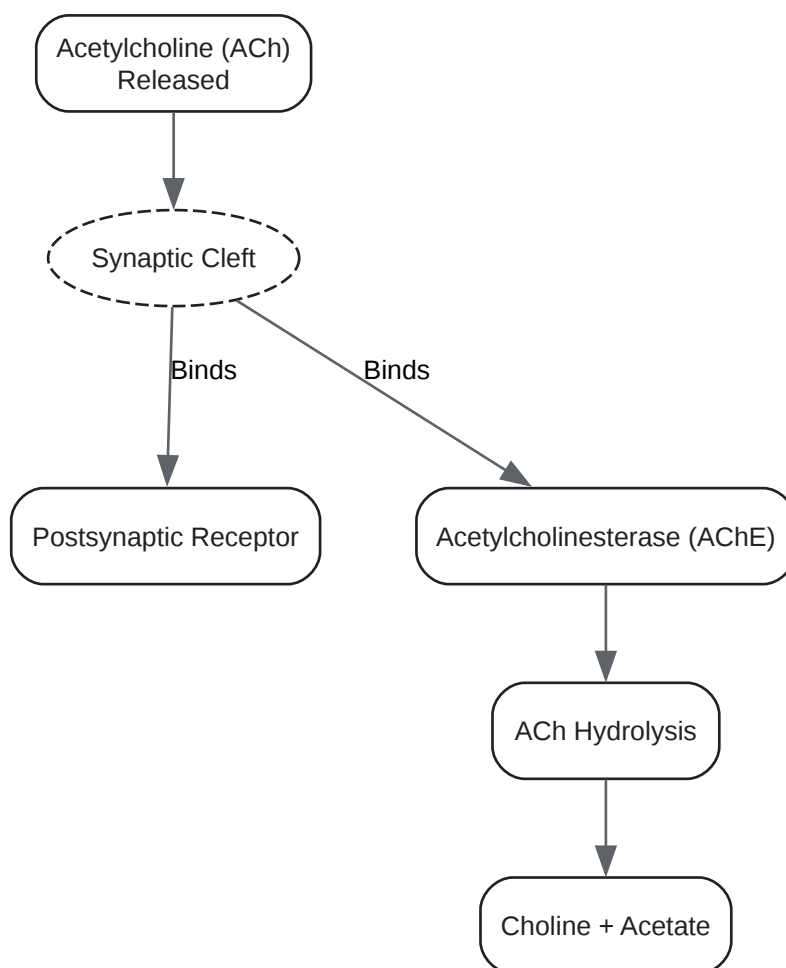 Acetylcholine (ACh)
Released
Synaptic Cleft
Binds
Binds
Postsynaptic Receptor
Acetylcholinesterase (AChE)
ACh Hydrolysis
Choline + Acetate